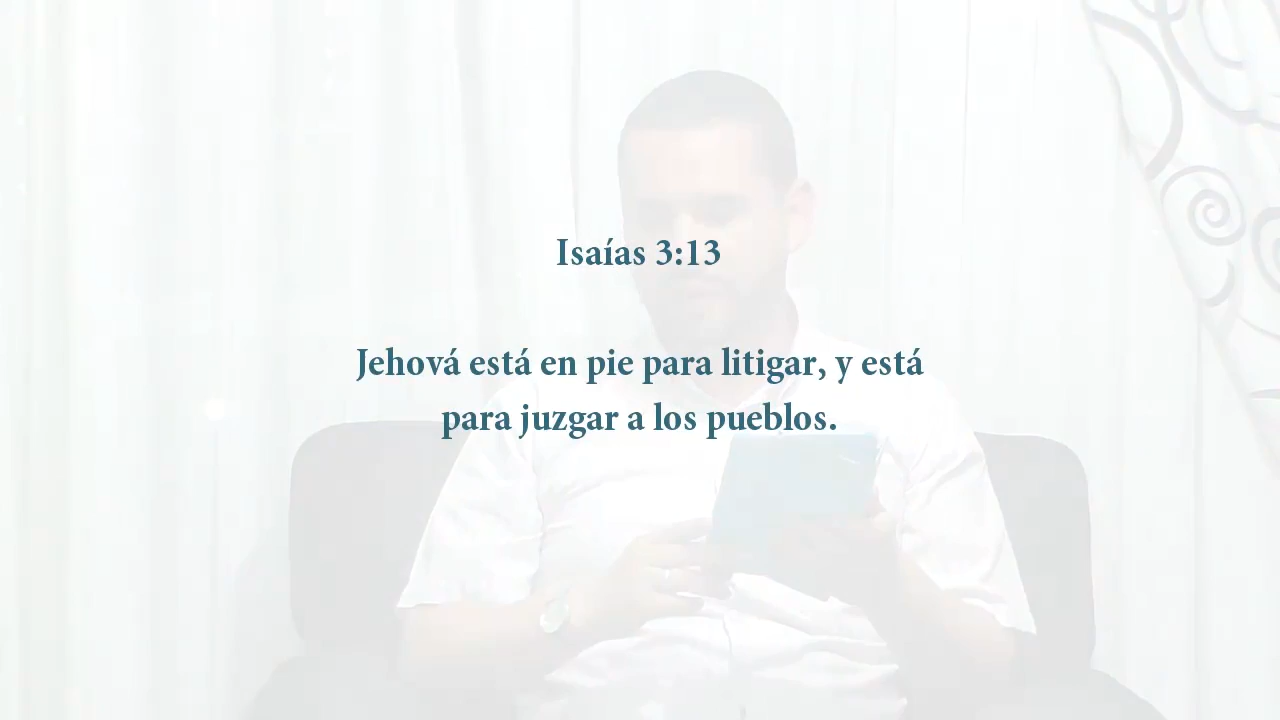 Isaías 3:13
Jehová está en pie para litigar, y está
para juzgar a los pueblos.